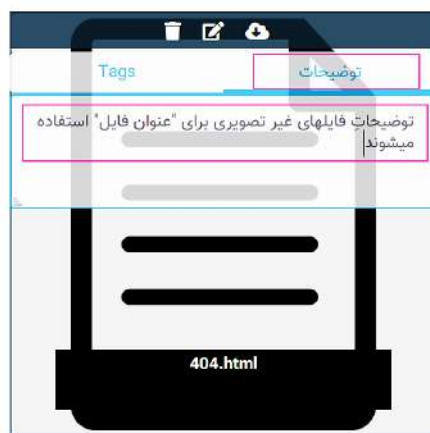 توضیحات
Tags
توضیحاتِ فایلهای غیر تصویری برای "عنوان فایل" استفاده
میشوند
404.html